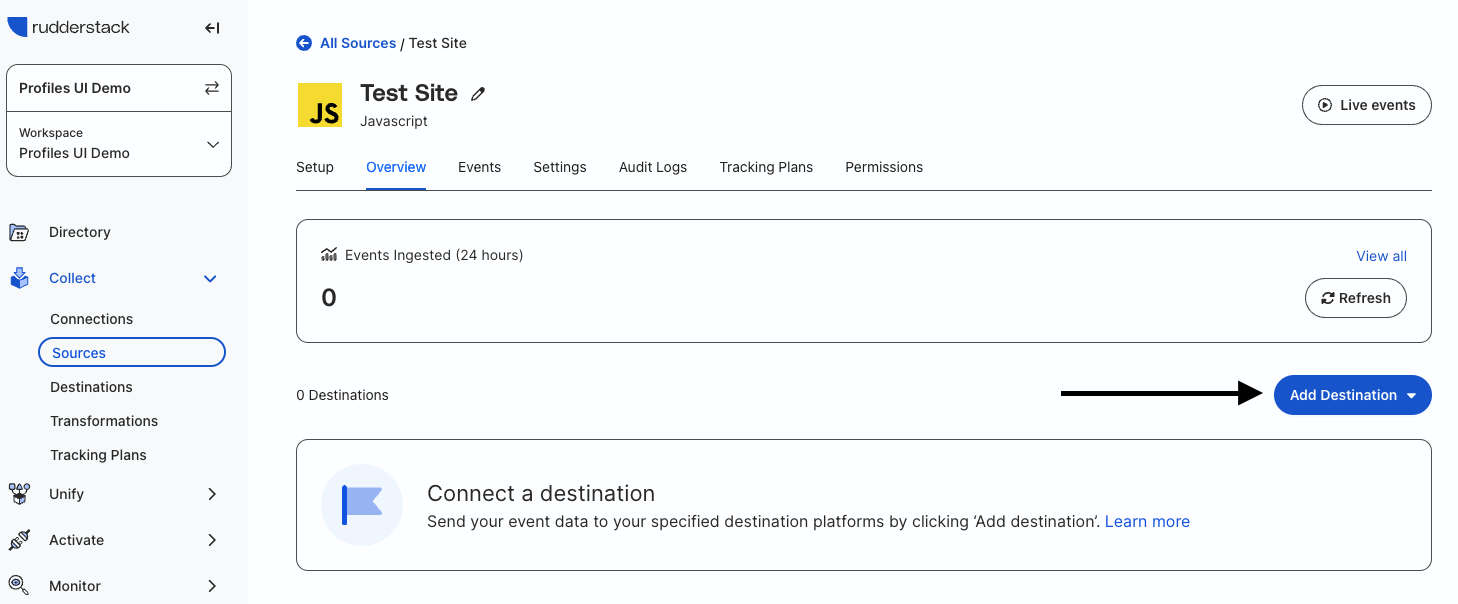 rudderstack
Profiles UI Demo
Workspace
Profiles UI Demo
Directory
Collect
Connections
Sources
Destinations
Transformations
Tracking Plans
Unify
Activate
Monitor
All Sources / Test Site
JS
Test Site
Javascript
Live events
Setup Overview Events Settings Audit Logs Tracking Plans Permissions
Events Ingested (24 hours)
View all
0
Refresh
0 Destinations
Add Destination
Connect a destination
Send your event data to your specified destination platforms by clicking ‘Add destination’. Learn more